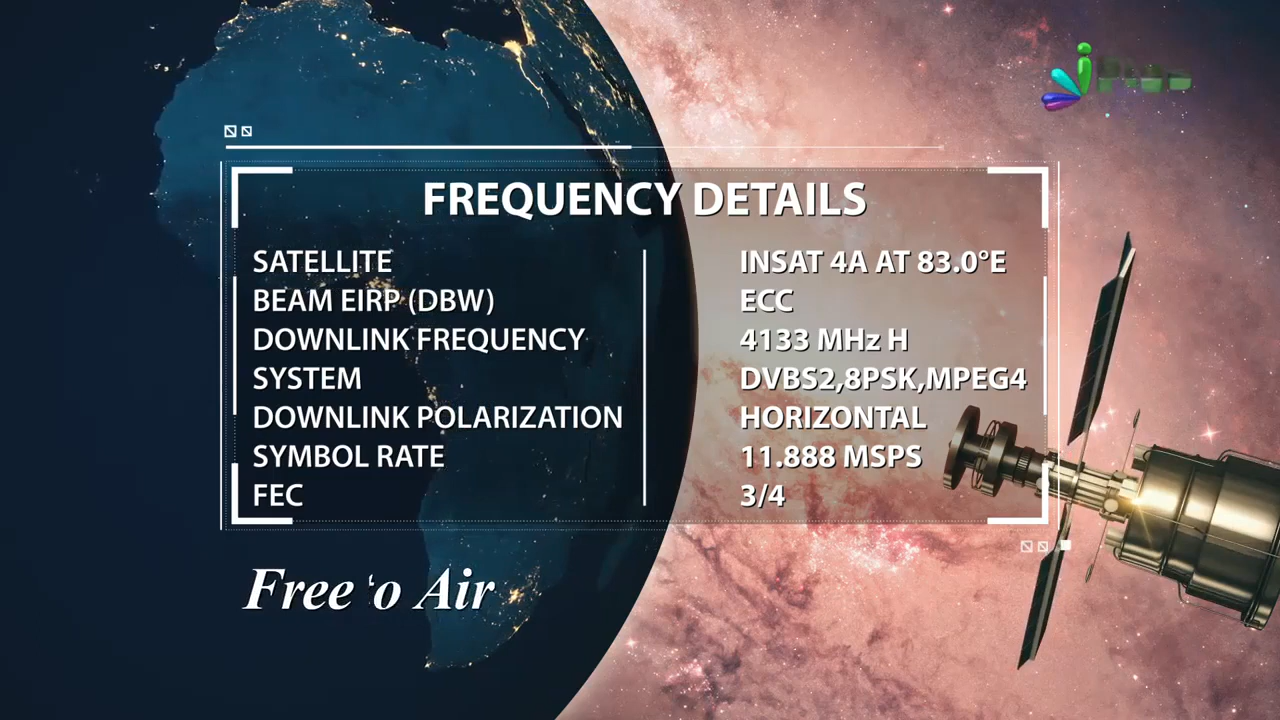 FREQUENCY DETAILS
SATELLITE INSAT 4A AT 83.0°E
BEAM EIRP (DBW) ECC
DOWNLINK FREQUENCY 4133 MHz H
SYSTEM DVBS2,8PSK,MPEG4
DOWNLINK POLARIZATION HORIZONTAL
SYMBOL RATE 11.888 MSPS
FEC 3/4
Free Air